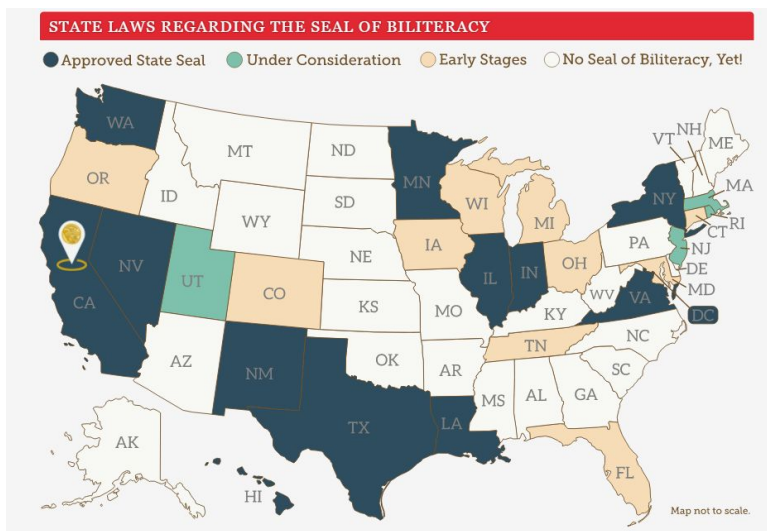 STATE LAWS REGARDING THE SEAL OF BILITERACY
Approved State Seal Under Consideration Early Stages No Seal of Biliteracy, Yet!
WA
MT
ND
MN
VT
NH
ME
OR
ID
SD
WI
MI
NY
MA
WY
RI
CT
IA
NE
PA
NJ
NV
UT
CO
IL
IN
OH
DE
MD
CA
KS
MO
KY
WV
VA
DC
AZ
NM
OK
AR
TN
NC
SC
MS
AL
GA
TX
LA
AK
HI
FL
Map not to scale.